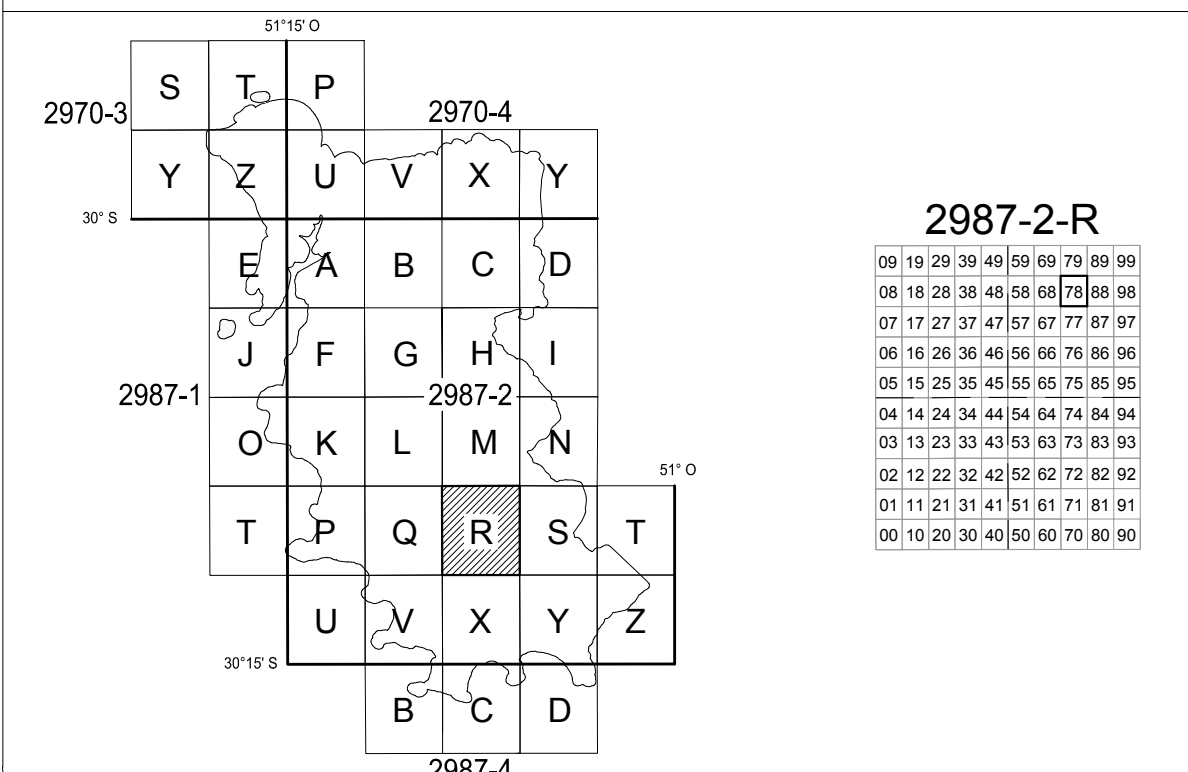 51°15' O
S T P
2970-3 2970-4
Y Z U V X Y
30° S
E A B C D
J F G H I
2987-1 2987-2
O K L M N
51° O
T P Q R S T
U V X Y Z
30°15' S
B C D
2987-4
2987-2-R
09 19 29 39 49 59 69 79 89 99
08 18 28 38 48 58 68 78 88 98
07 17 27 37 47 57 67 77 87 97
06 16 26 36 46 56 66 76 86 96
05 15 25 35 45 55 65 75 85 95
04 14 24 34 44 54 64 74 84 94
03 13 23 33 43 53 63 73 83 93
02 12 22 32 42 52 62 72 82 92
01 11 21 31 41 51 61 71 81 91
00 10 20 30 40 50 60 70 80 90